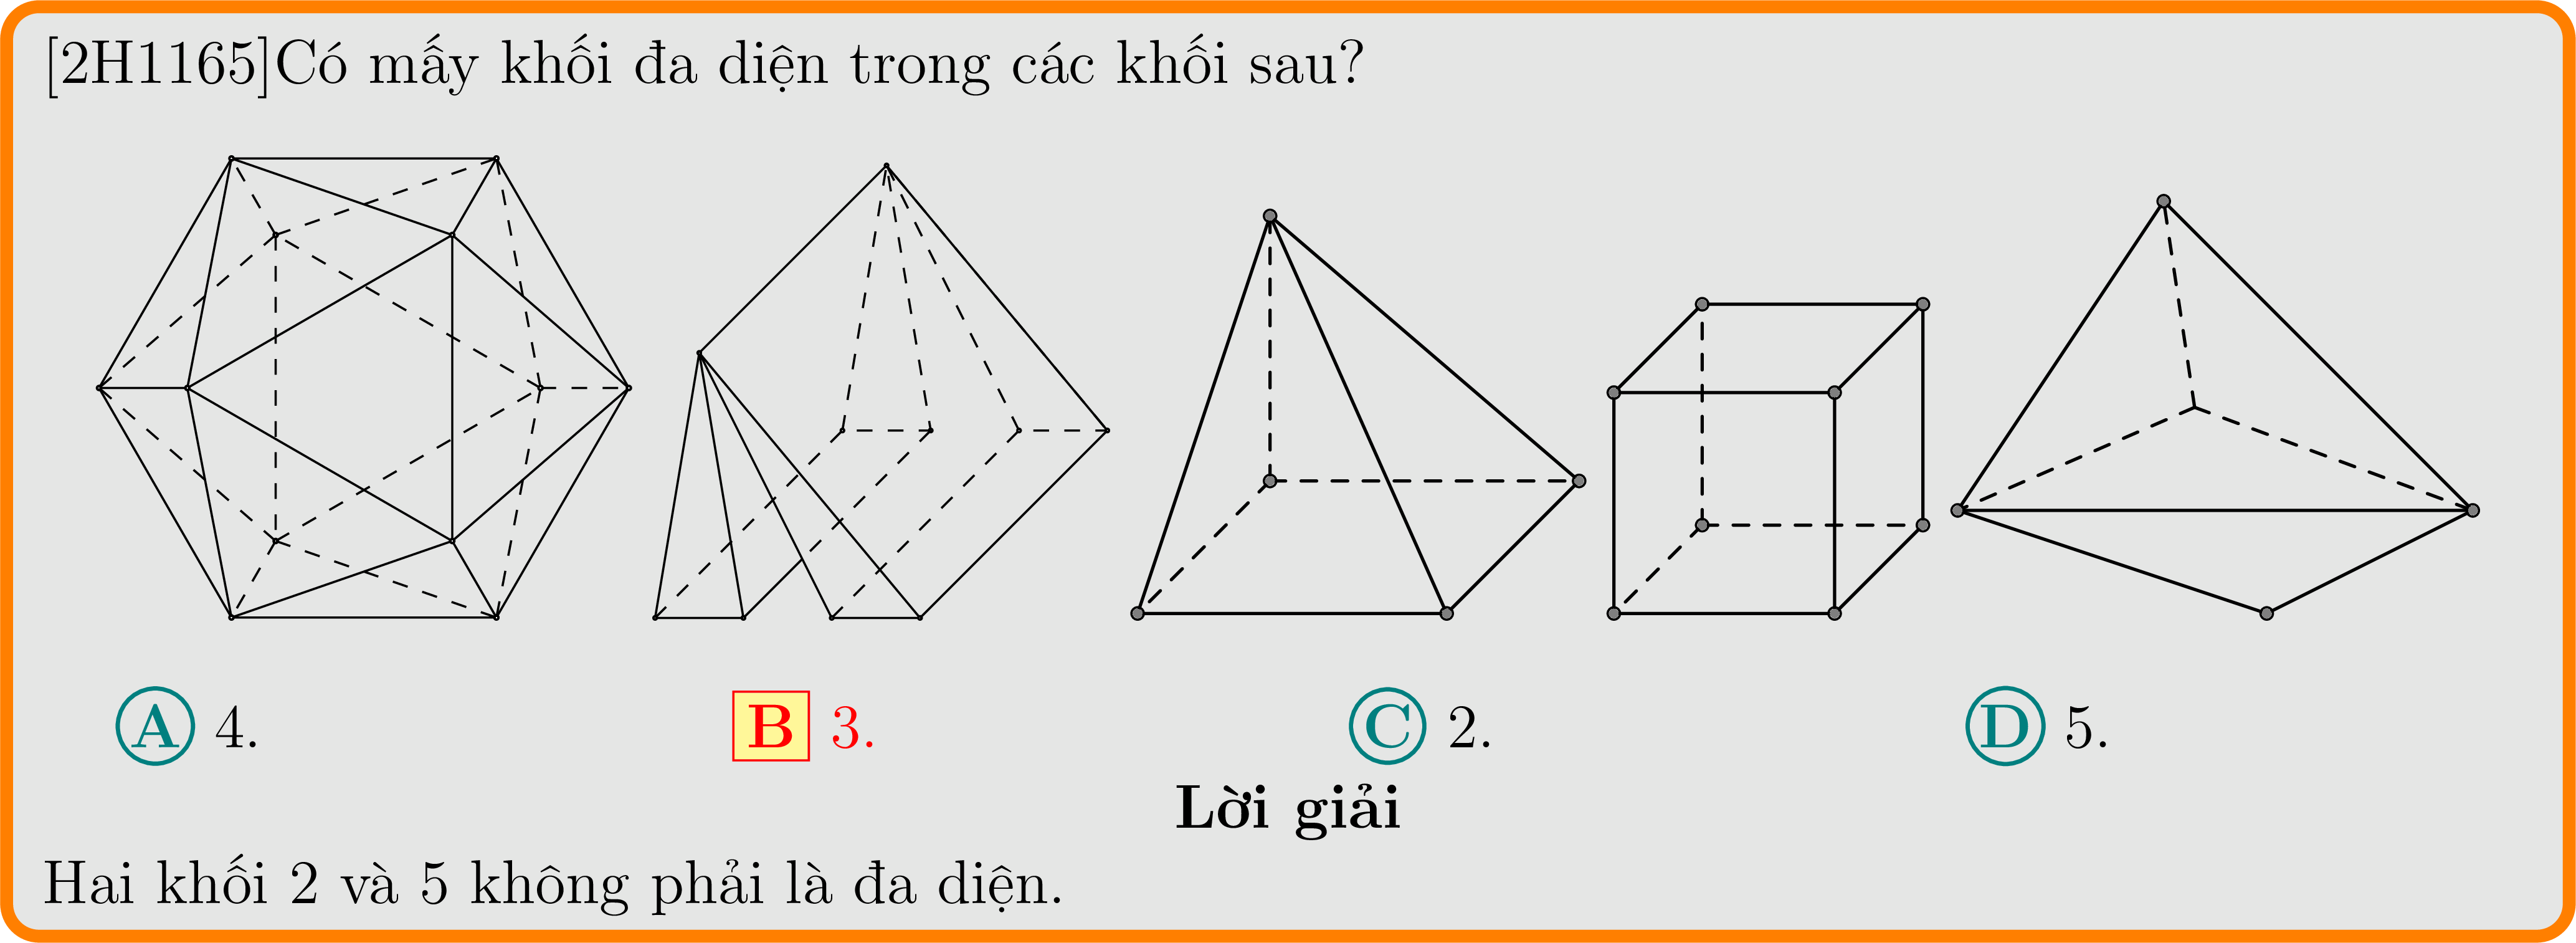 [2H1165]Có mấy khối đa diện trong các khối sau?
A 4. B 3. C 2. D 5.
Lời giải
Hai khối 2 và 5 không phải là đa diện.